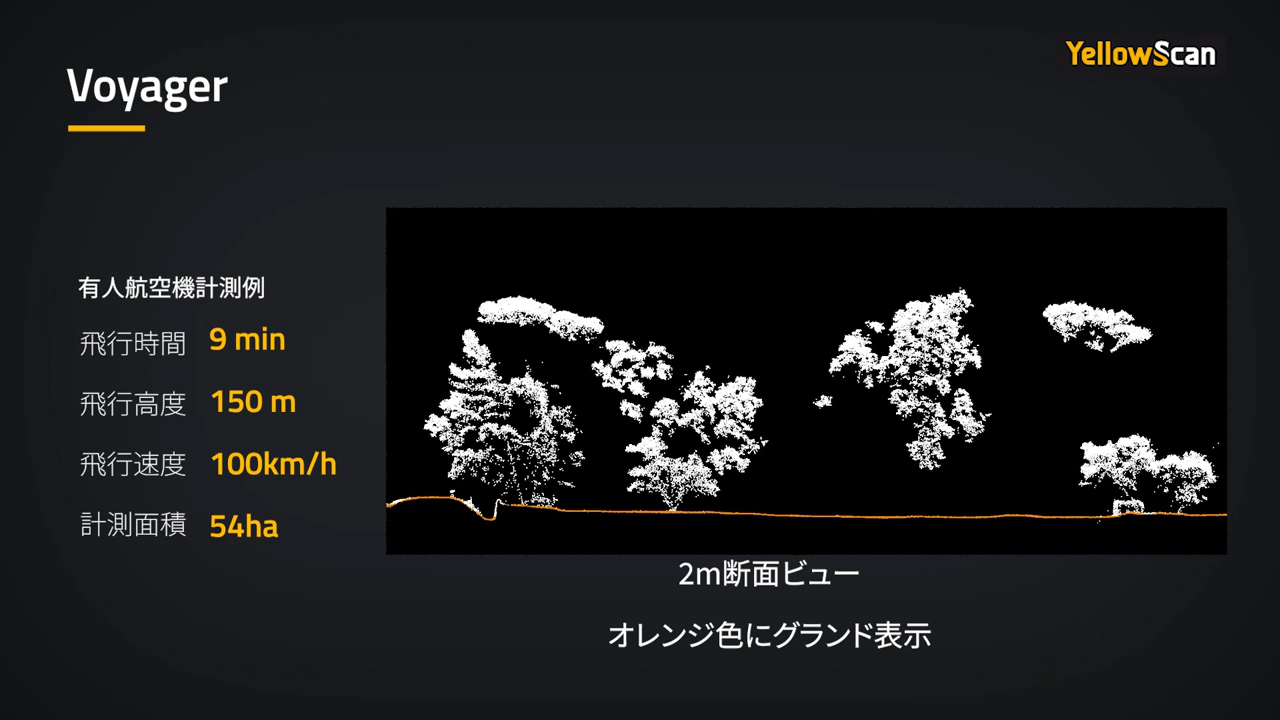 YellowScan
Voyager
有人航空機計測例
飛行時間 9 min
飛行高度 150 m
飛行速度 100km/h
計測面積 54ha
2m断面ビュー
オレンジ色にグランド表示